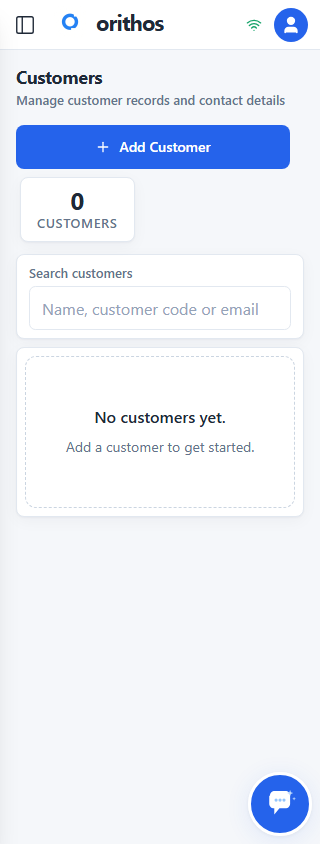 orithos
Customers
Manage customer records and contact details
+ Add Customer
0
CUSTOMERS
Search customers
Name, customer code or email
No customers yet.
Add a customer to get started.